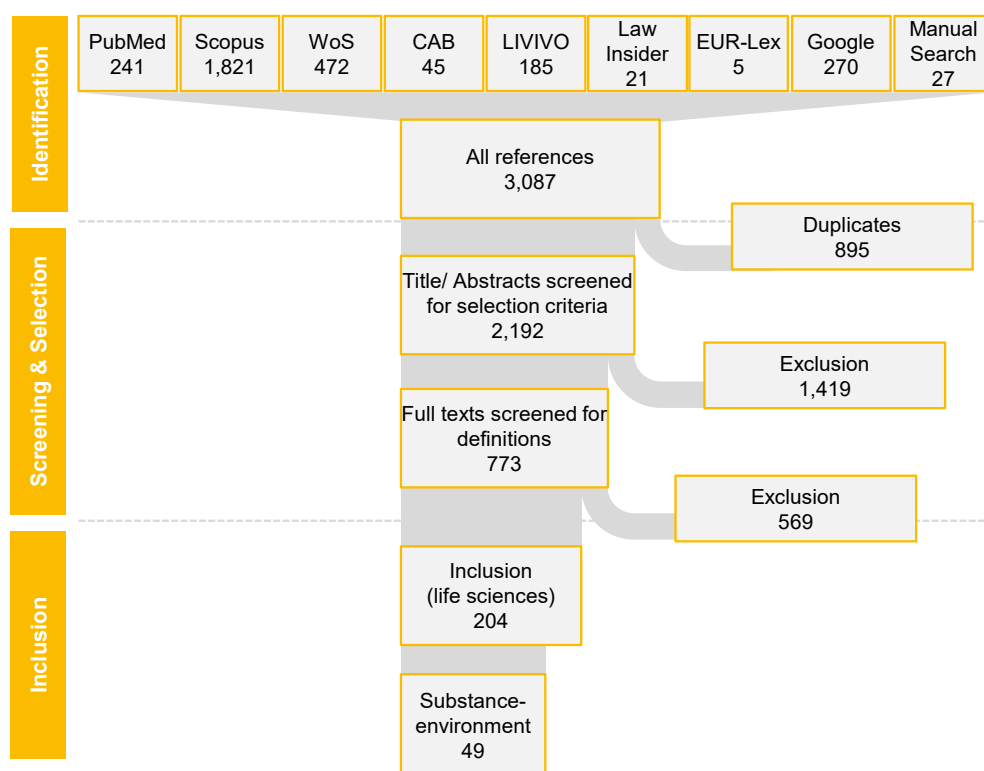 Identification
PubMed
241
Scopus
1,821
WoS
472
CAB
45
LIVIVO
185
Law
Insider
21
EUR-Lex
5
Google
270
Manual
Search
27
All references
3,087
Duplicates
895
Screening & Selection
Title/ Abstracts screened
for selection criteria
2,192
Exclusion
1,419
Full texts screened for
definitions
773
Exclusion
569
Inclusion
Inclusion
(life sciences)
204
Substance-
environment
49